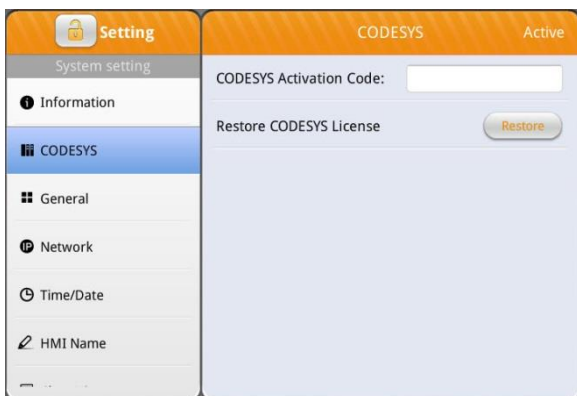 Setting
System setting
Information
CODESYS
General
Network
Time/Date
HMI Name
CODESYS
Active
CODESYS Activation Code:
Restore CODESYS License
Restore